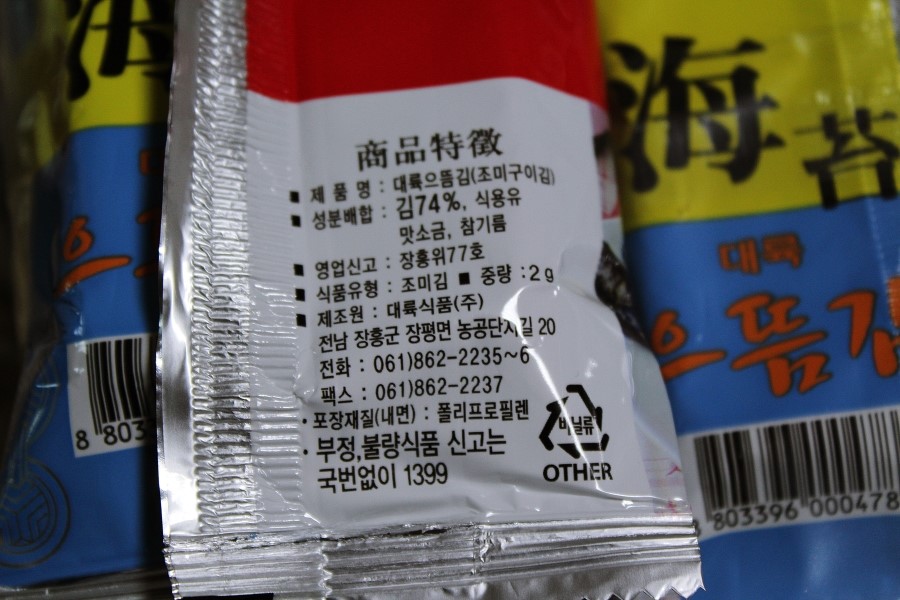 商品特徵
■ 제품명 : 대륙으뜸김(조미구이김)
■ 성분배합 : 김74%, 식용유
맛소금, 참기름
■ 영업신고 : 장흥위77호
■ 식품유형 : 조미김 ■ 중량 : 2g
■ 제조원 : 대륙식품(주)
전남 장흥군 장평면 농공단지길 20
전화 : 061)862-2235~6
팩스 : 061)862-2237
· 포장재질(내면) : 폴리프로필렌
· 부정,불량식품 신고는
국번없이 1399
비닐류
OTHER
海
8 803
海苔
대륙
으뜸김
803396 000478